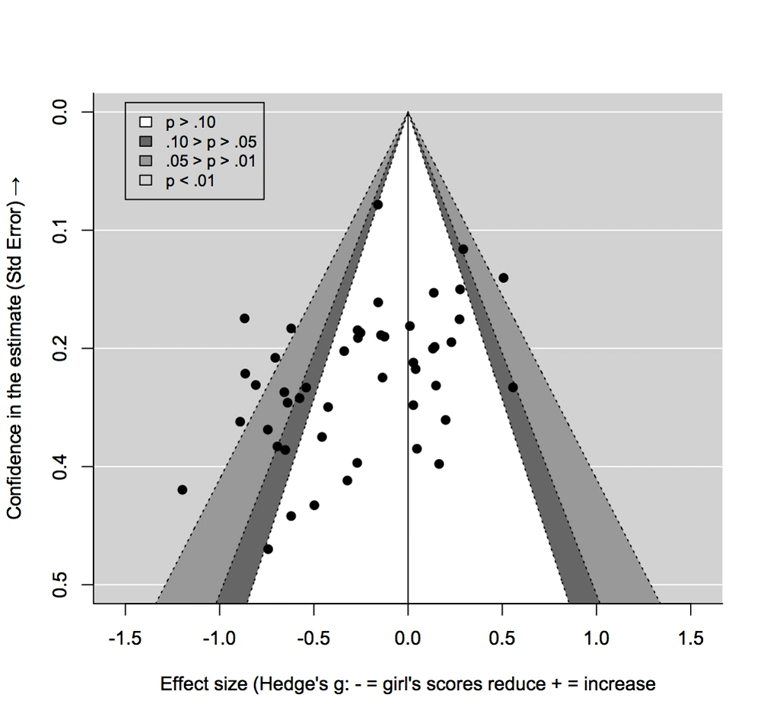 p > .10
.10 > p > .05
.05 > p > .01
p < .01
Confidence in the estimate (Std Error) →
0.0
0.1
0.2
0.4
0.5
-1.5 -1.0 -0.5 0.0 0.5 1.0 1.5
Effect size (Hedge's g: - = girl's scores reduce + = increase